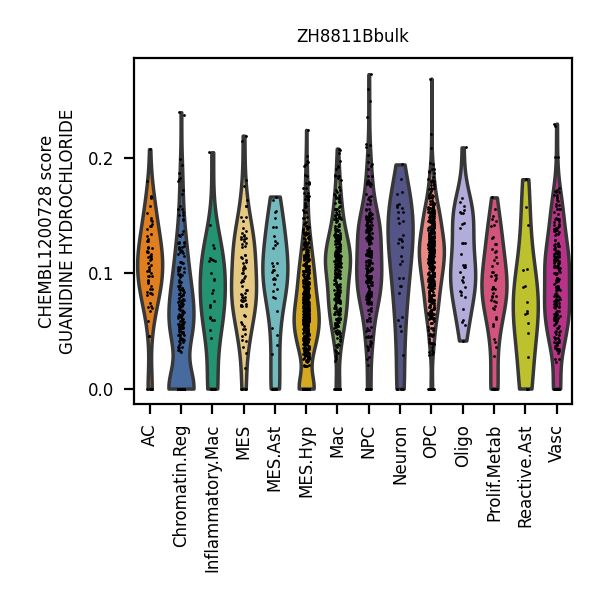 ZH8811Bbulk
CHEMBL1200728 score
GUANIDINE HYDROCHLORIDE
0.2
0.1
0.0
AC
Chromatin.Reg
Inflammatory.Mac
MES
MES.Ast
MES.Hyp
Mac
NPC
Neuron
OPC
Oligo
Prolif.Metab
Reactive.Ast
Vasc